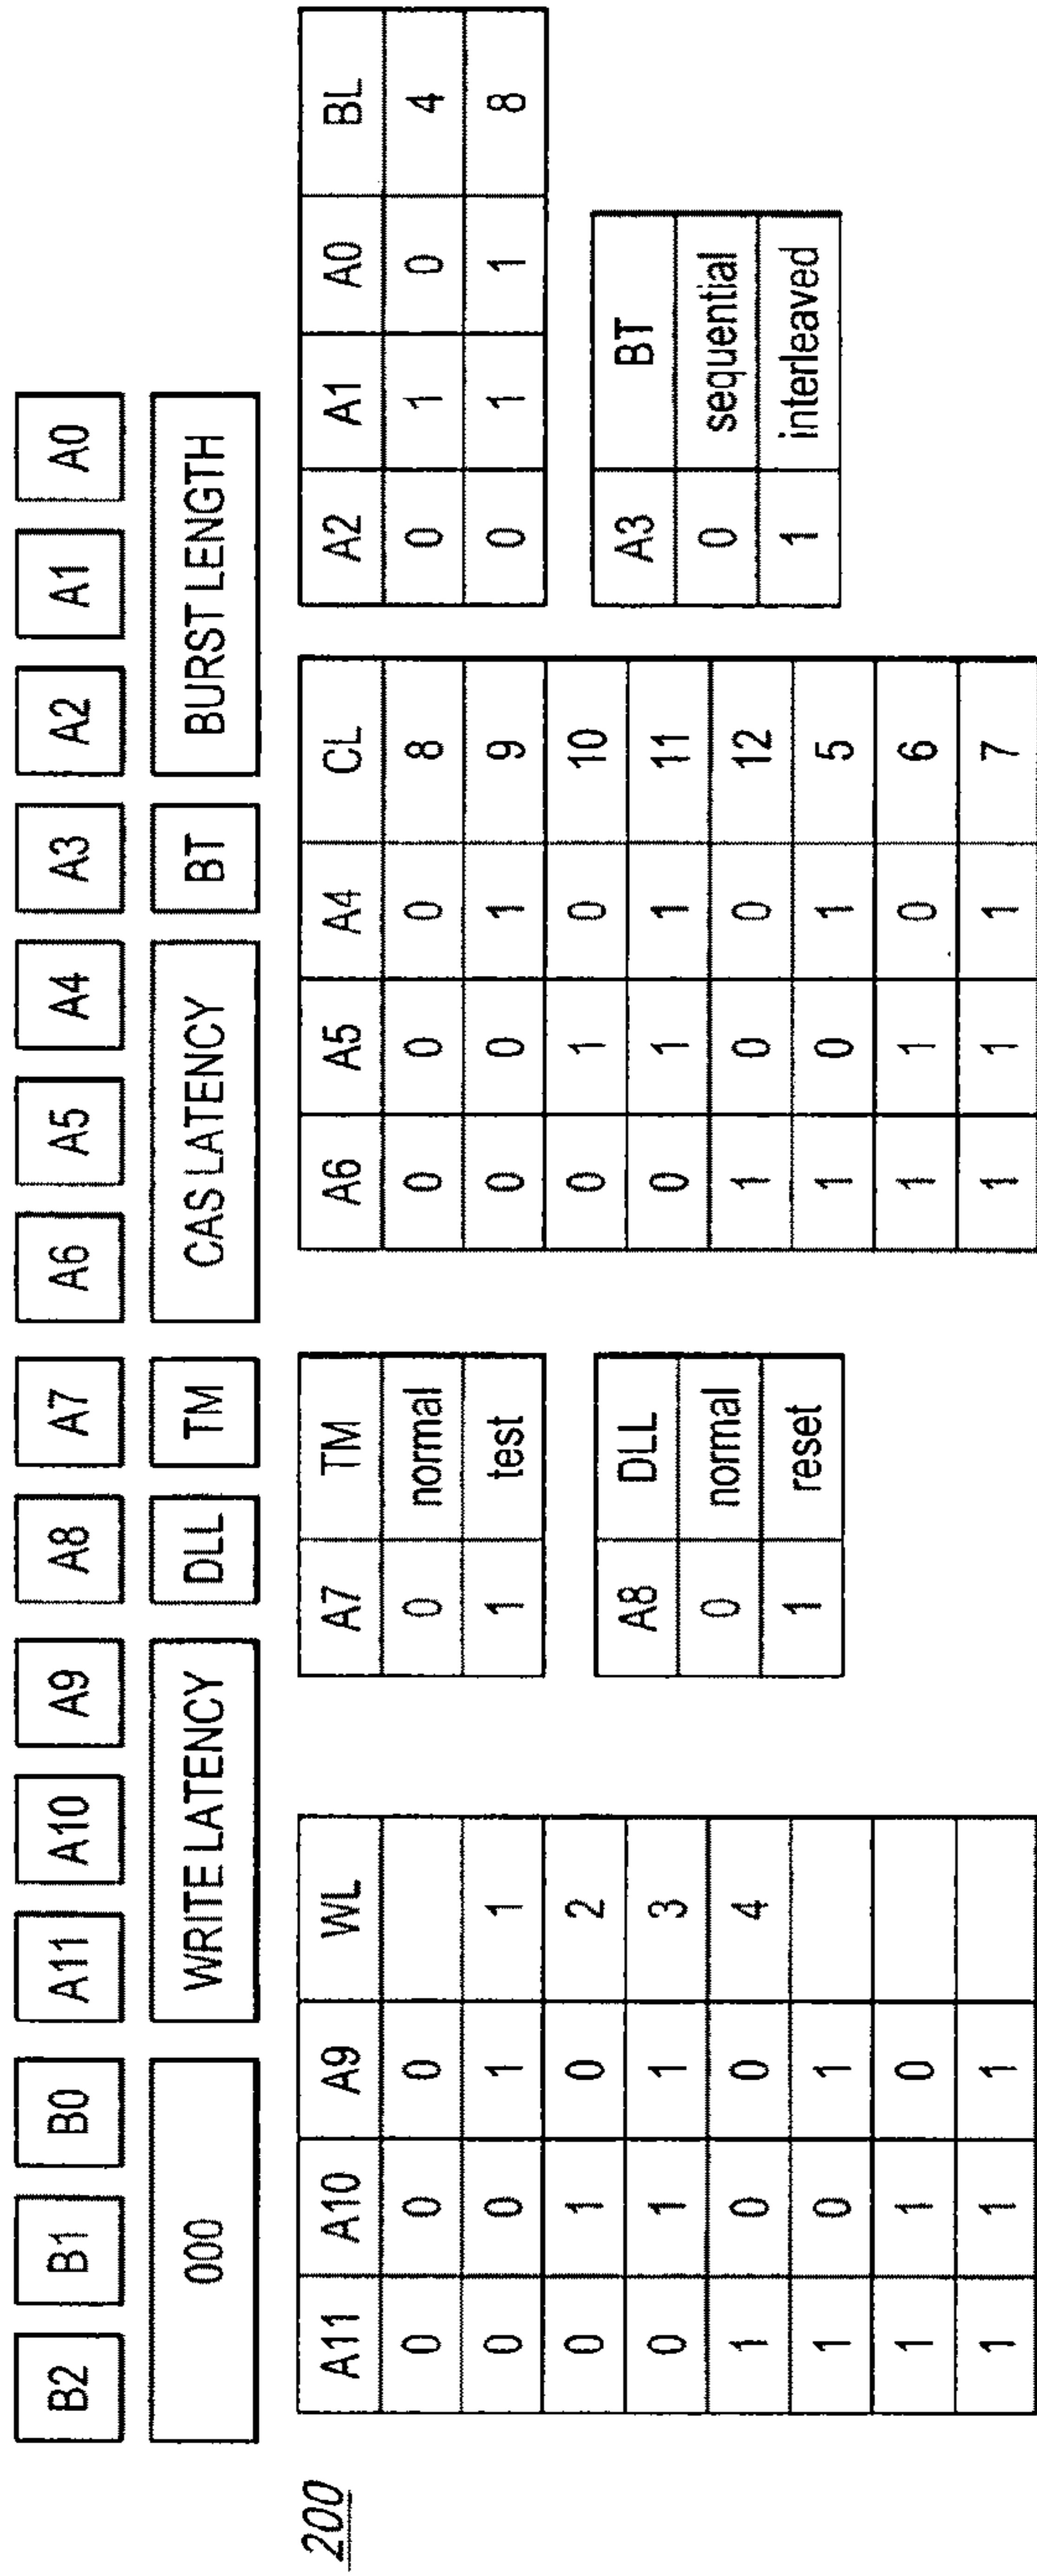 200
B2 B1 B0 A11 A10 A9 A8 A7 A6 A5 A4 A3 A2 A1 A0
000 WRITE LATENCY DLL TM CAS LATENCY BT BURST LENGTH
A11 A10 A9 WL
0 0 0
0 0 1 1
0 1 0 2
0 1 1 3
1 0 0 4
1 0 1
1 1 0
1 1 1
A7 TM
0 normal
1 test
A8 DLL
0 normal
1 reset
A6 A5 A4 CL
0 0 0 8
0 0 1 9
0 1 0 10
0 1 1 11
1 0 0 12
1 0 1 5
1 1 0 6
1 1 1 7
A2 A1 A0 BL
0 1 0 4
0 1 1 8
A3 BT
0 sequential
1 interleaved